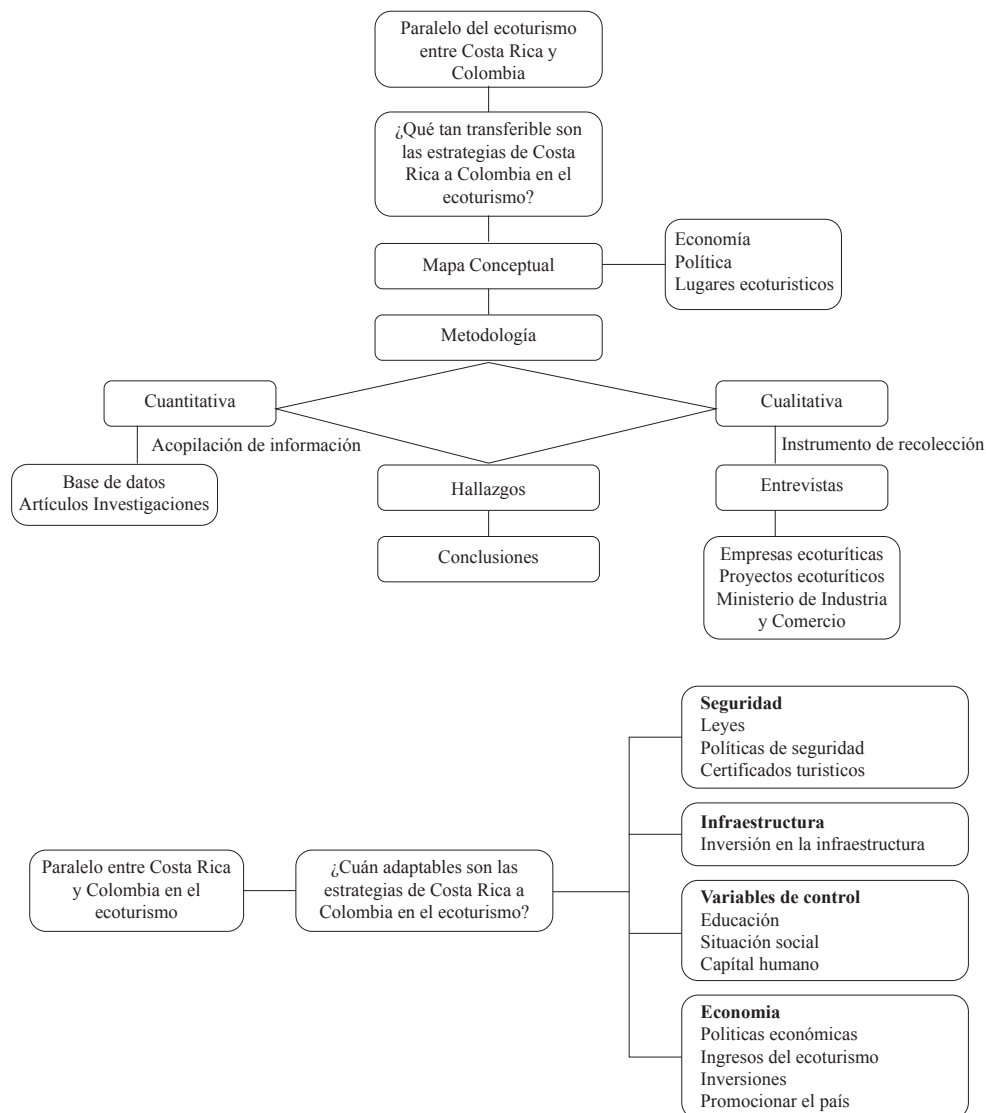 Paralelo del ecoturismo
entre Costa Rica y
Colombia
¿Qué tan transferible son
las estrategias de Costa
Rica a Colombia en el
ecoturismo?
Mapa Conceptual
Economía
Política
Lugares ecoturisticos
Metodología
Cuantitativa
Cualitativa
Acopilación de información
Instrumento de recolección
Base de datos
Artículos Investigaciones
Hallazgos
Entrevistas
Conclusiones
Empresas ecoturíticas
Proyectos ecoturíticos
Ministerio de Industria
y Comercio
Paralelo entre Costa Rica
y Colombia en el
ecoturismo
¿Cuán adaptables son las
estrategias de Costa Rica a
Colombia en el ecoturismo?
Seguridad
Leyes
Políticas de seguridad
Certificados turisticos
Infraestructura
Inversión en la infraestructura
Variables de control
Educación
Situación social
Capítal humano
Economia
Politicas económicas
Ingresos del ecoturismo
Inversiones
Promocionar el país